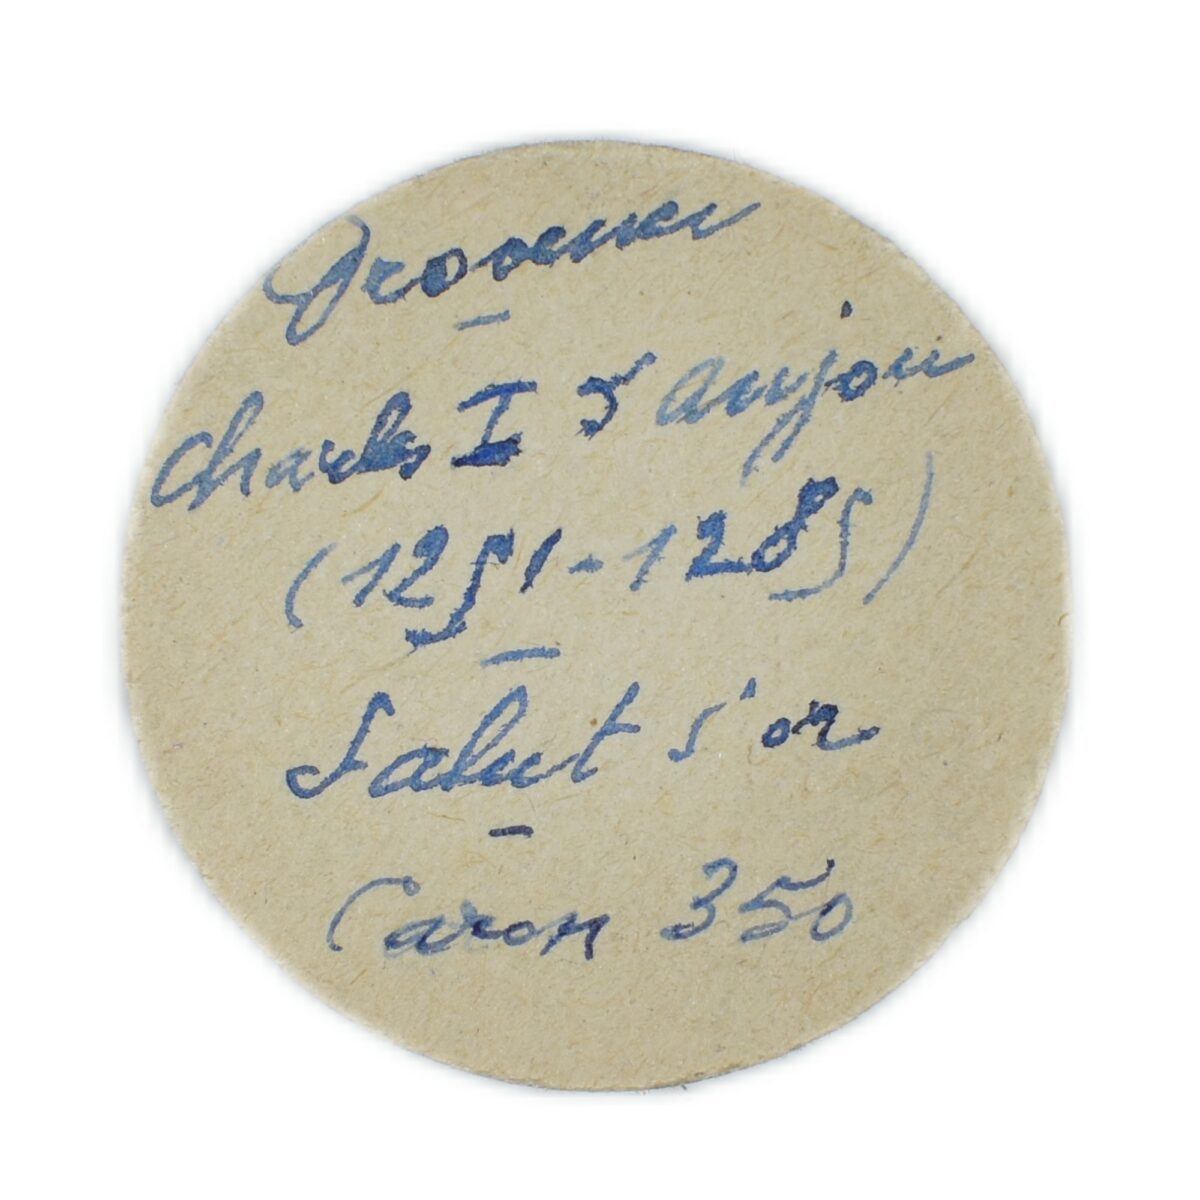 Provence
-
Charles I d'anjou
(1251-1285)
-
Salut d'or
-
Caron 350